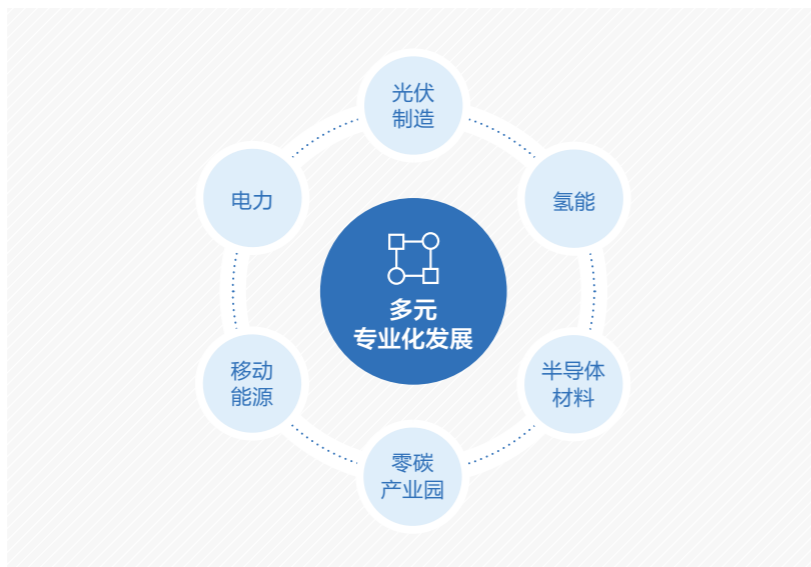 光伏
制造
电力
氢能
多元
专业化发展
移动
能源
半导体
材料
零碳
产业园